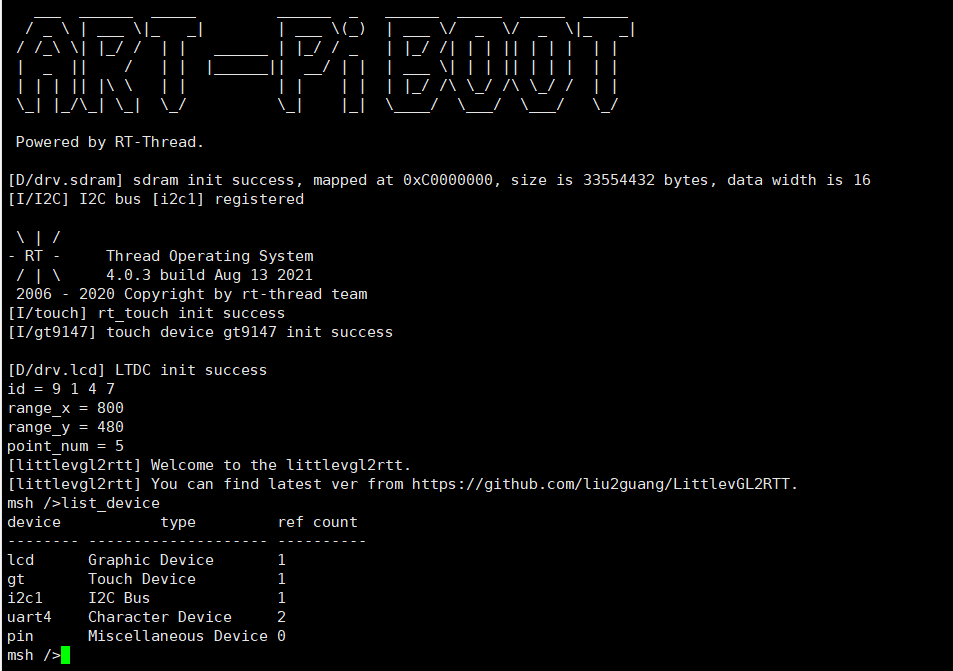 ART-Pi BOOT
Powered by RT-Thread.
[D/drv.sdram] sdram init success, mapped at 0xC0000000, size is 33554432 bytes, data width is 16
[I/I2C] I2C bus [i2c1] registered
\ | /
- RT -     Thread Operating System
/ | \     4.0.3 build Aug 13 2021
2006 - 2020 Copyright by rt-thread team
[I/touch] rt_touch init success
[I/gt9147] touch device gt9147 init success
[D/drv.lcd] LTDC init success
id = 9 1 4 7
range_x = 800
range_y = 480
point_num = 5
[littlevgl2rtt] Welcome to the littlevgl2rtt.
[littlevgl2rtt] You can find latest ver from https://github.com/liu2guang/LittlevGL2RTT.
msh />list_device
device           type         ref count
-------- -------------------- ----------
lcd      Graphic Device       1
gt       Touch Device         1
i2c1     I2C Bus              1
uart4    Character Device     2
pin      Miscellaneous Device 0
msh />